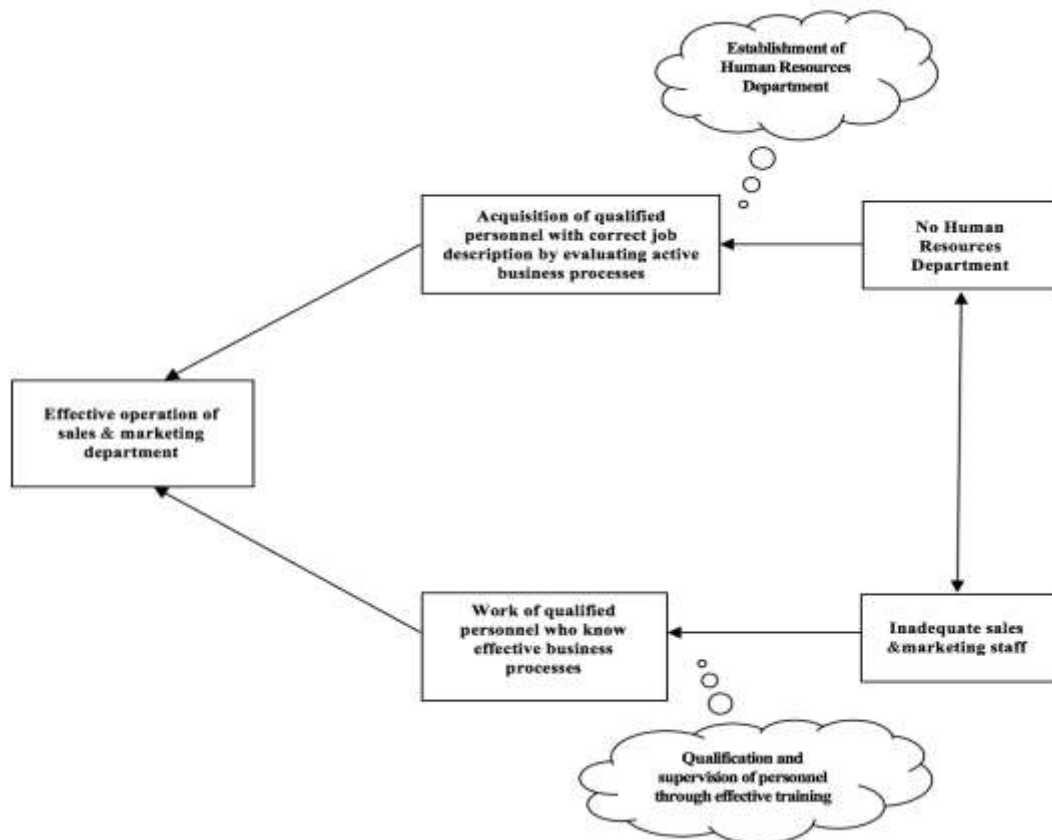 Establishment of
Human Resources
Department
Acquisition of qualified
personnel with correct job
description by evaluating active
business processes
No Human
Resources
Department
Effective operation of
sales & marketing
department
Work of qualified
personnel who know
effective business
processes
Inadequate sales
&marketing staff
Qualification and
supervision of personnel
through effective training